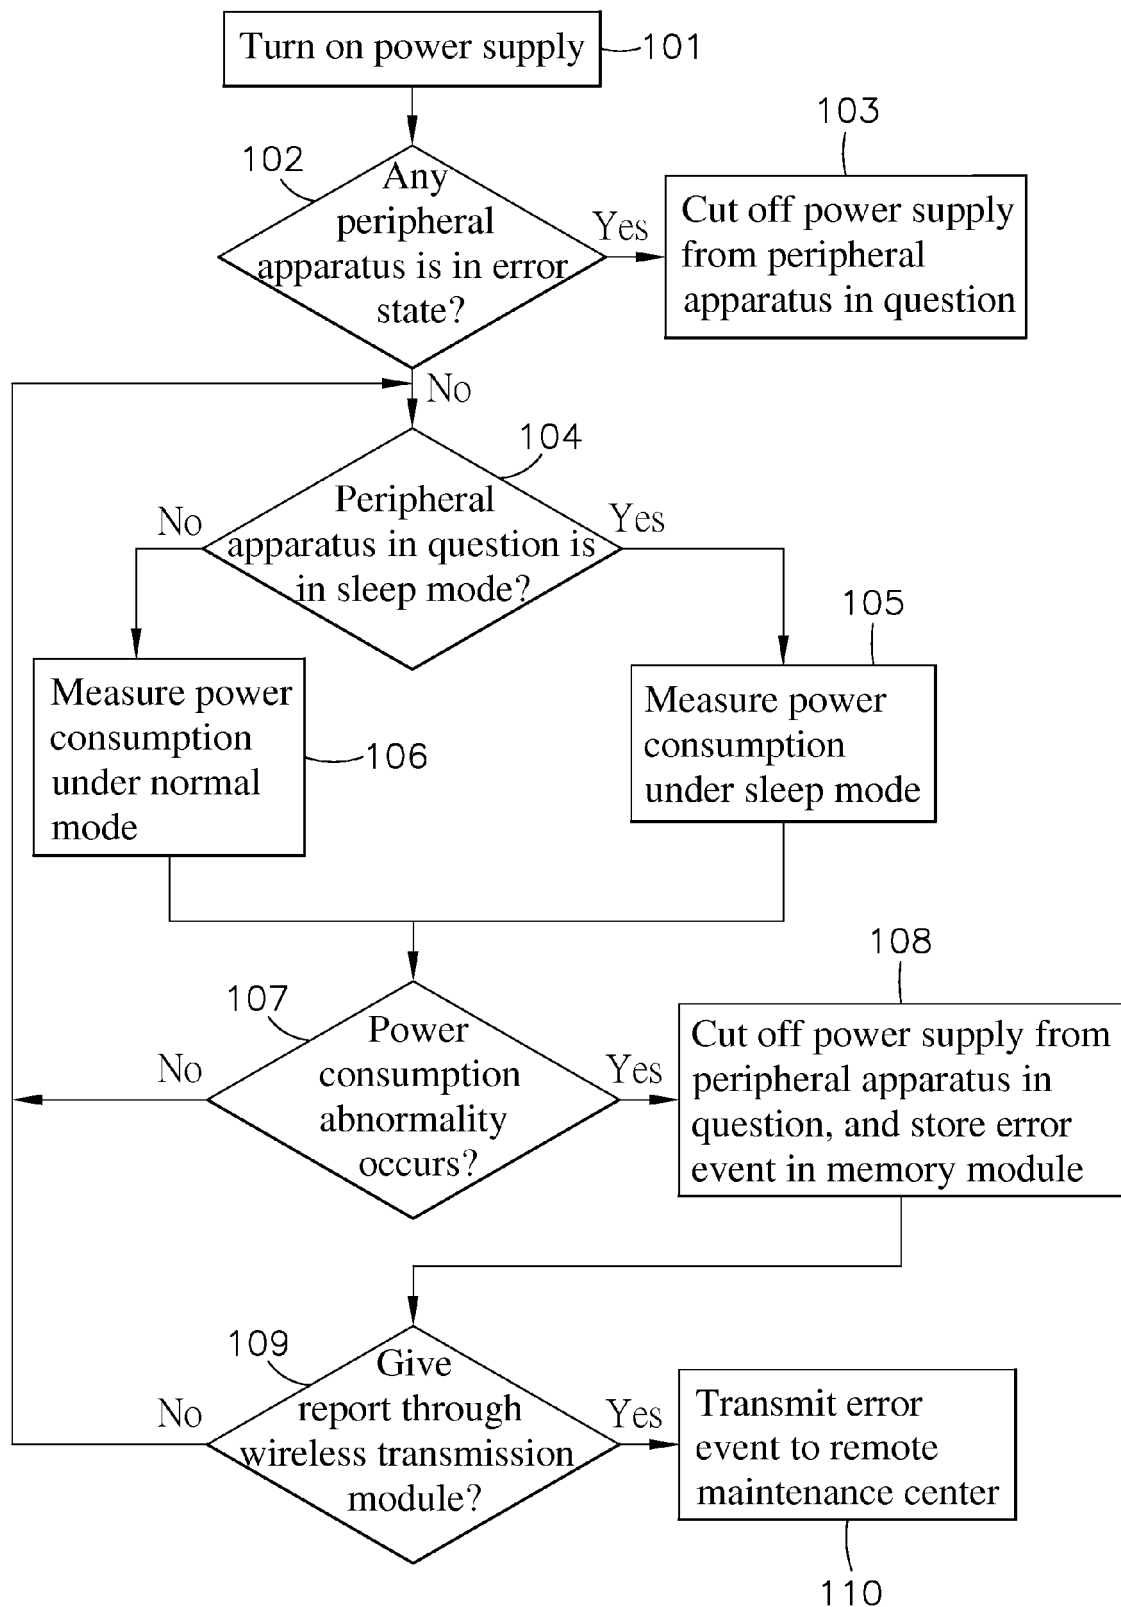 Turn on power supply
101
102
Any
peripheral
apparatus is in error
state?
Yes
103
Cut off power supply
from peripheral
apparatus in question
No
104
Peripheral
apparatus in question is
in sleep mode?
No
Yes
105
Measure power
consumption
under normal
mode
106
Measure power
consumption
under sleep mode
107
Power
consumption
abnormality
occurs?
No
Yes
108
Cut off power supply from
peripheral apparatus in
question, and store error
event in memory module
109
Give
report through
wireless transmission
module?
No
Yes
Transmit error
event to remote
maintenance center
110